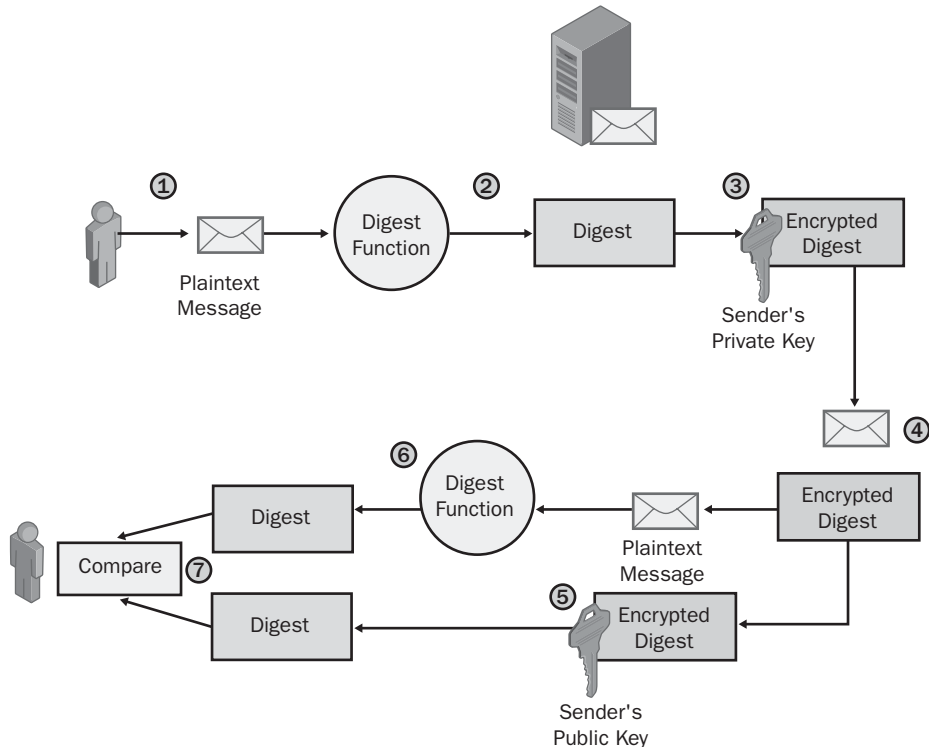 1
2
3
Digest
Function
Digest
Encrypted
Digest
Plaintext
Message
Sender's
Private Key
4
6
Digest
Function
Encrypted
Digest
Digest
Plaintext
Message
Compare
7
5
Digest
Encrypted
Digest
Sender's
Public Key